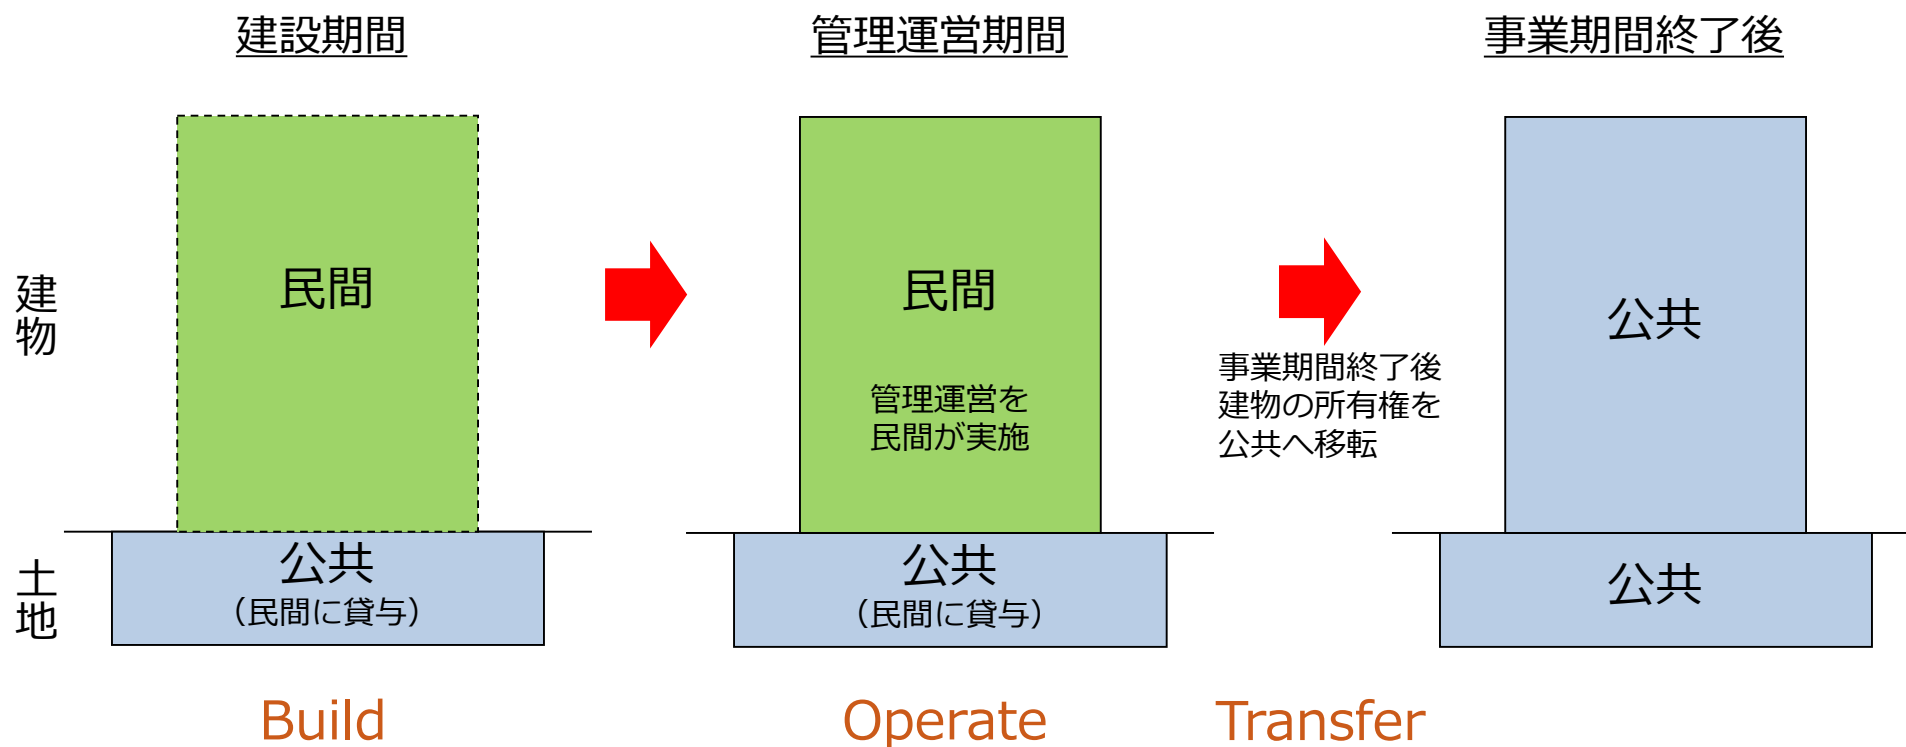 建設期間
管理運営期間
事業期間終了後
建物
民間
民間
管理運営を
民間が実施
事業期間終了後
建物の所有権を
公共へ移転
公共
土地
公共
（民間に貸与）
公共
（民間に貸与）
公共
Build
Operate
Transfer